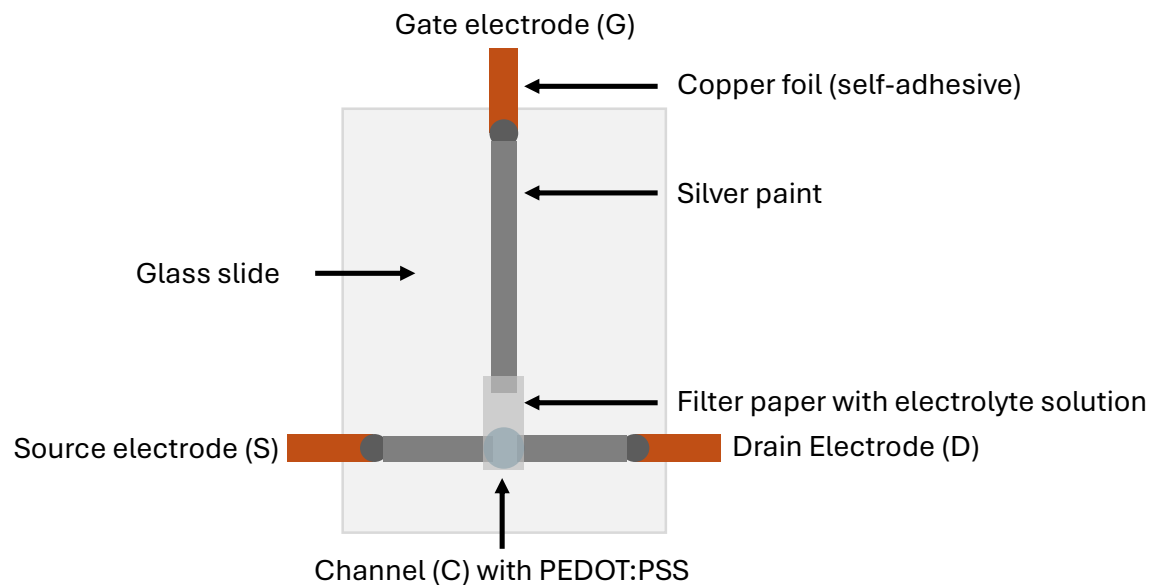 Gate electrode (G)
Copper foil (self-adhesive)
Silver paint
Glass slide
Filter paper with electrolyte solution
Source electrode (S)
Drain Electrode (D)
Channel (C) with PEDOT:PSS